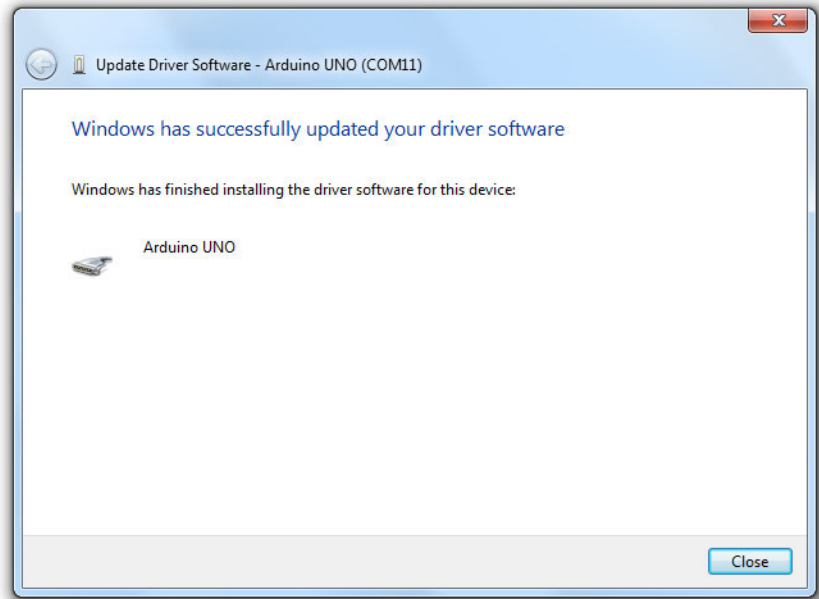 Update Driver Software - Arduino UNO (COM11)
Windows has successfully updated your driver software
Windows has finished installing the driver software for this device:
Arduino UNO
Close